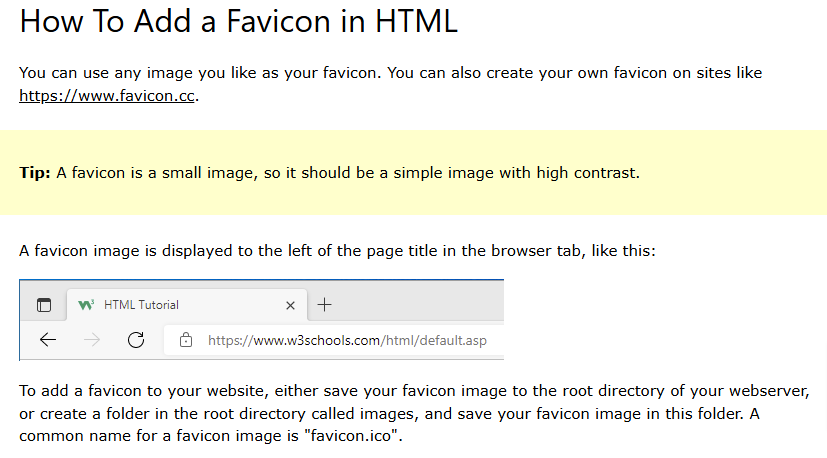 How To Add a Favicon in HTML
You can use any image you like as your favicon. You can also create your own favicon on sites like
https://www.favicon.cc.
Tip: A favicon is a small image, so it should be a simple image with high contrast.
A favicon image is displayed to the left of the page title in the browser tab, like this:
HTML Tutorial
https://www.w3schools.com/html/default.asp
To add a favicon to your website, either save your favicon image to the root directory of your webserver,
or create a folder in the root directory called images, and save your favicon image in this folder. A
common name for a favicon image is "favicon.ico".